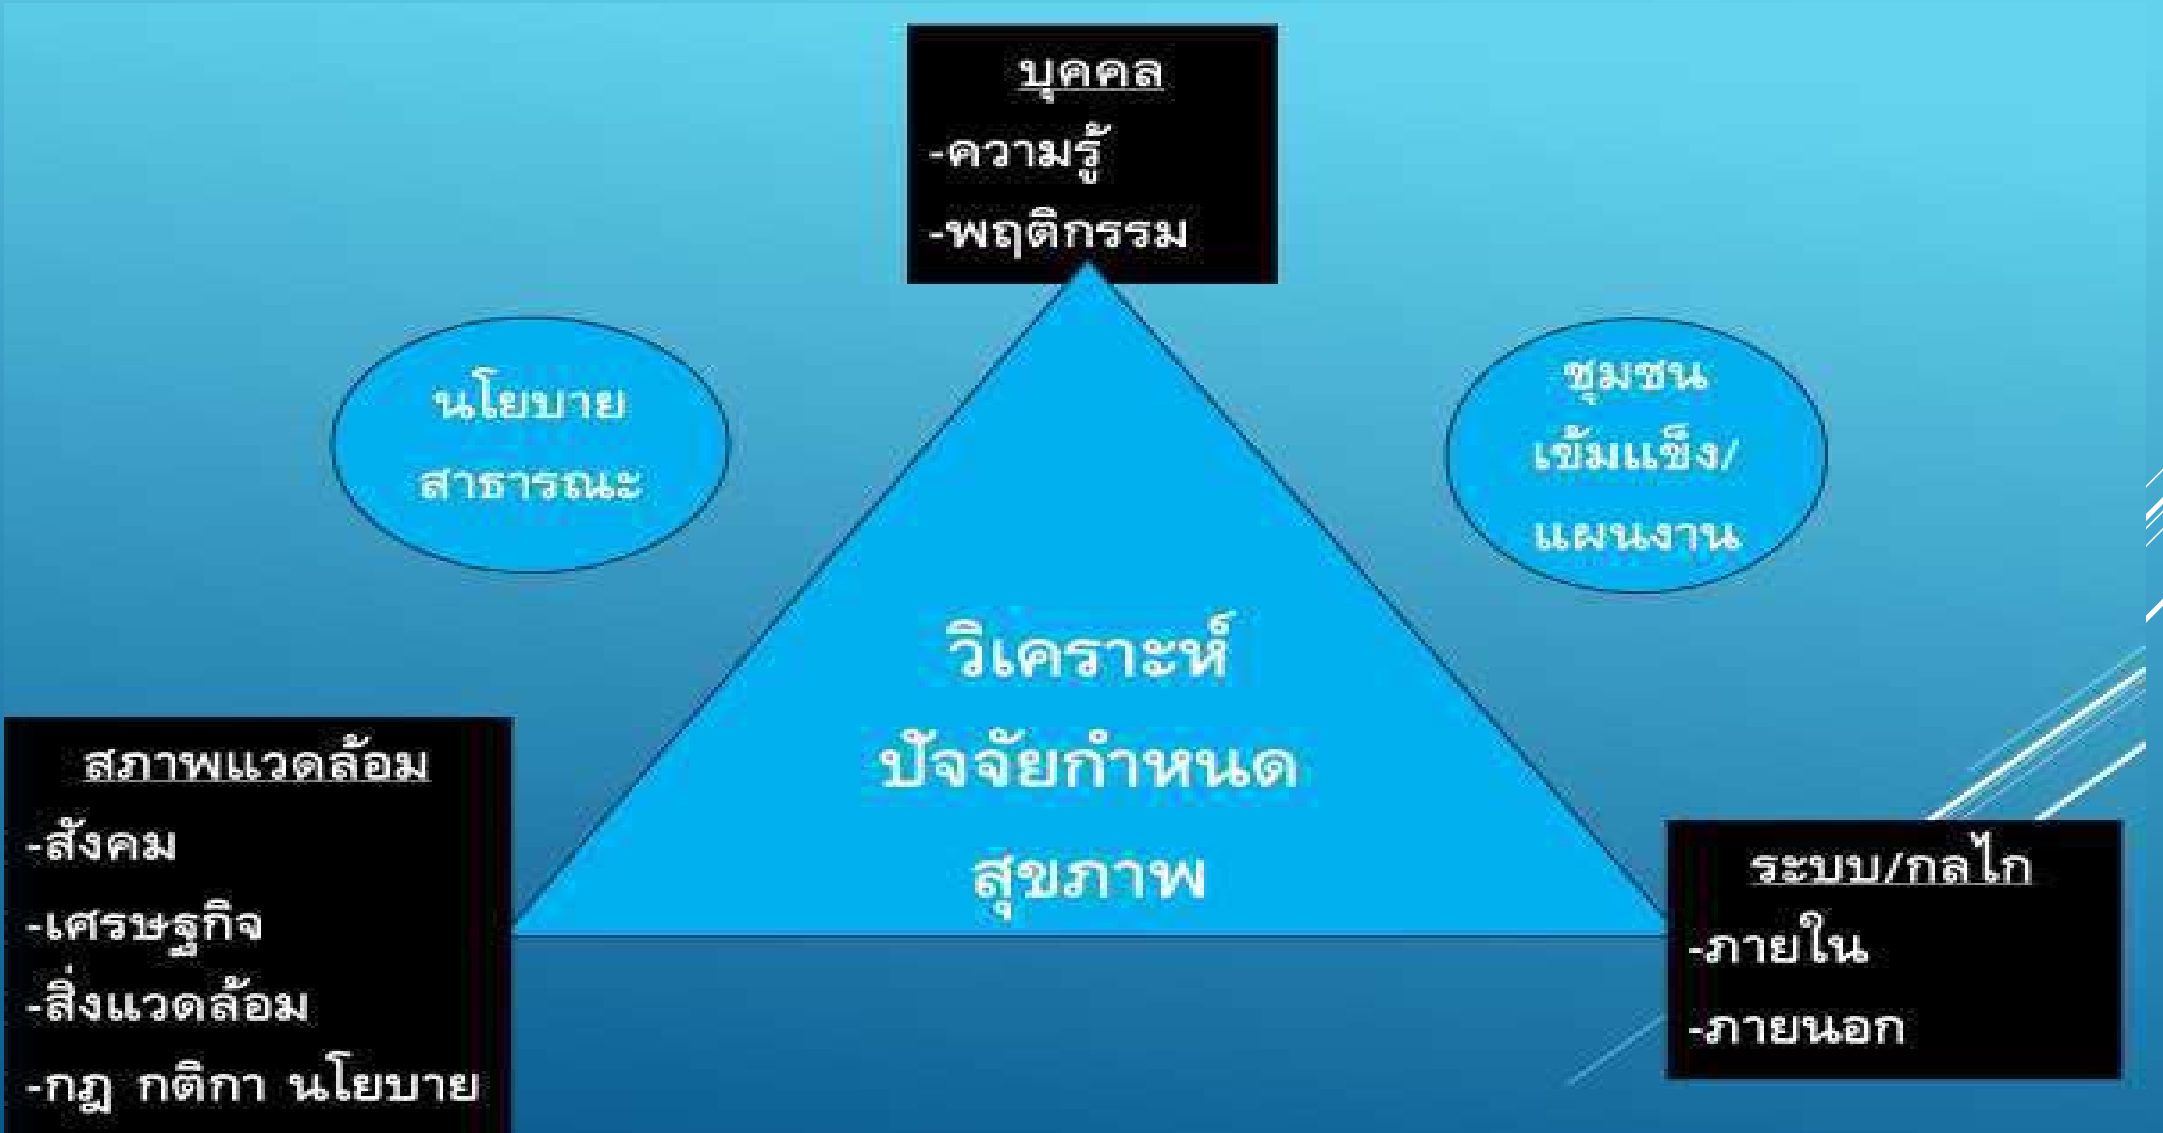 บุคคล
-ความรู้
-พฤติกรรม
นโยบาย
สาธารณะ
ชุมชน
เข้มแข็ง/
แผนงาน
วิเคราะห์
ปัจจัยกำหนด
สุขภาพ
สภาพแวดล้อม
-สังคม
-เศรษฐกิจ
-สิ่งแวดล้อม
-กฎ กติกา นโยบาย
ระบบ/กลไก
-ภายใน
-ภายนอก